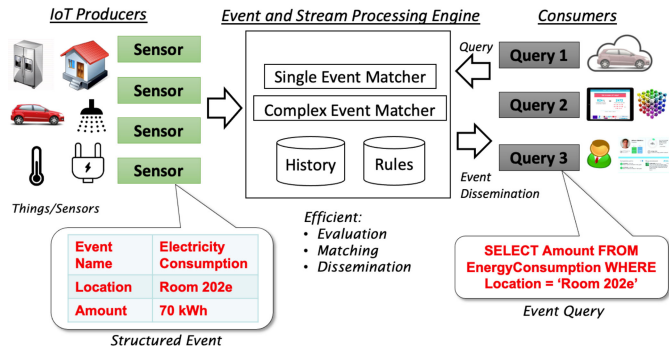 IoT Producers
Event and Stream Processing Engine
Consumers
Sensor
Sensor
Sensor
Sensor
Things/Sensors
Single Event Matcher
Complex Event Matcher
History
Rules
Query
Query 1
Query 2
Query 3
Event
Dissemination
Efficient:
• Evaluation
• Matching
• Dissemination
Event Name
Electricity Consumption
Location
Room 202e
Amount
70 kWh
Structured Event
SELECT Amount FROM
EnergyConsumption WHERE
Location = ‘Room 202e’
Event Query